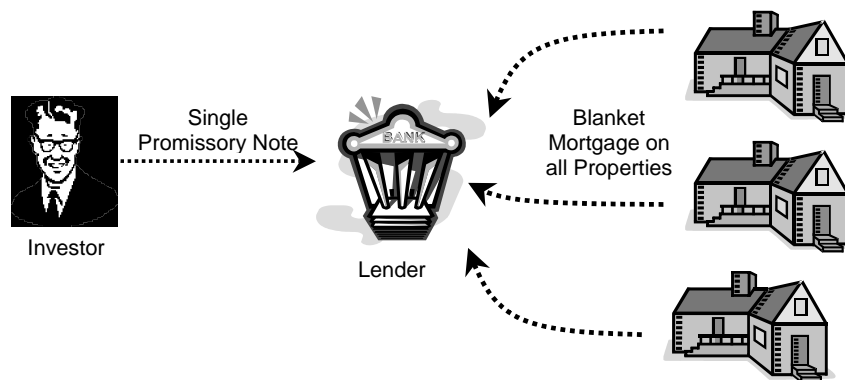 Single
Promissory Note
BANK
Blanket
Mortgage on
all Properties
Investor
Lender